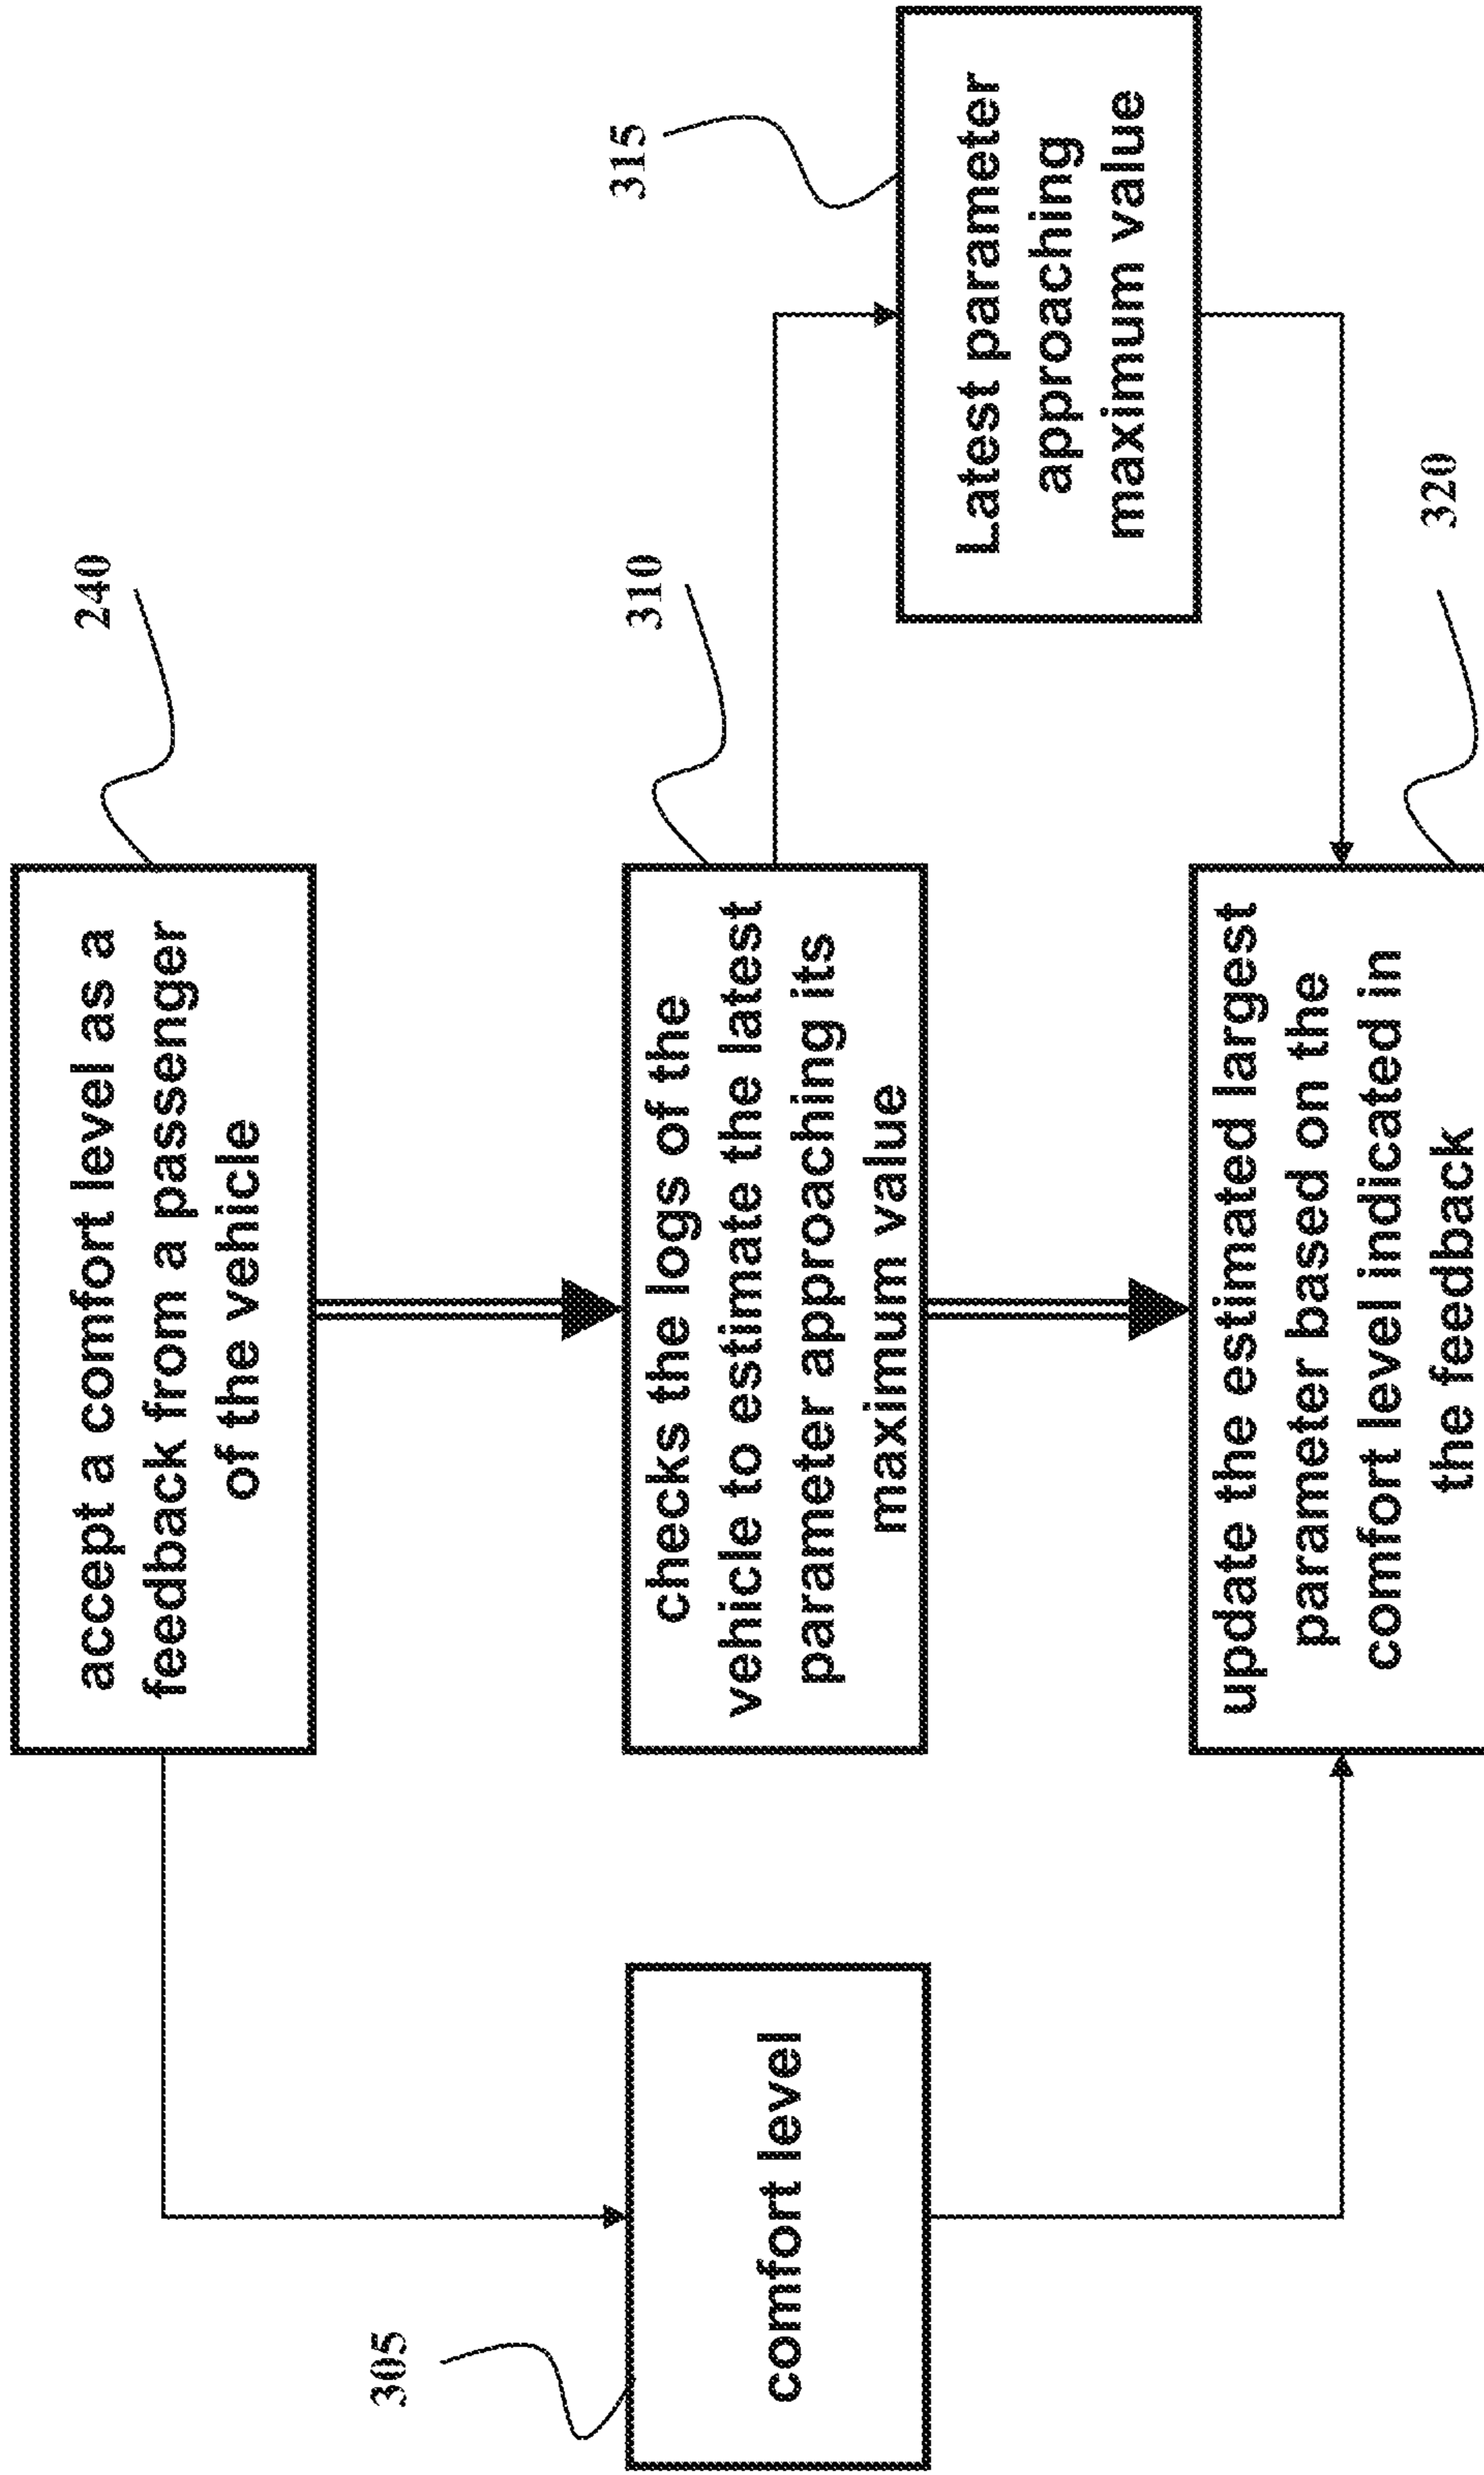 240
accept a comfort level as a
feedback from a passenger
of the vehicle
305
comfort level
310
checks the logs of the
vehicle to estimate the latest
parameter approaching its
maximum value
315
Latest parameter
approaching
maximum value
320
update the estimated largest
parameter based on the
comfort level indicated in
the feedback